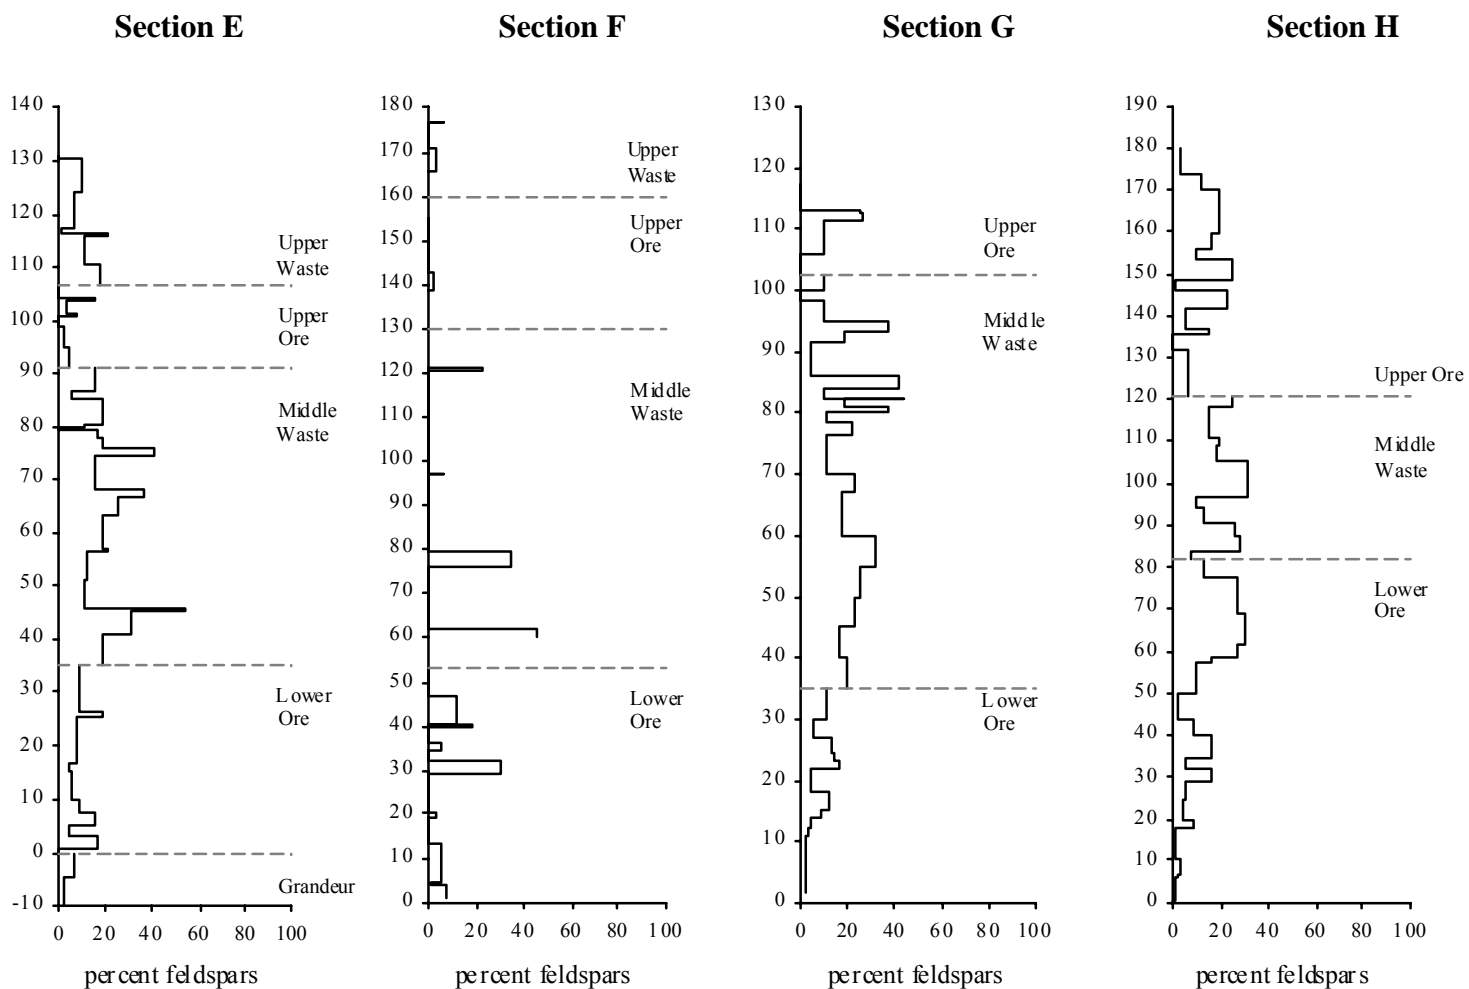 Section E
140
130
120
110
100
90
80
70
60
50
40
30
20
10
0
-10
Upper
Waste
Upper
Ore
Middle
Waste
Lower
Ore
Grandeur
0 20 40 60 80 100
percent feldspars
Section F
180
170
160
150
140
130
120
110
100
90
80
70
60
50
40
30
20
10
0
Upper
Waste
Upper
Ore
Middle
Waste
Lower
Ore
0 20 40 60 80 100
percent feldspars
Section G
130
120
110
100
90
80
70
60
50
40
30
20
10
0
Upper
Ore
Middle
Waste
Lower
Ore
0 20 40 60 80 100
percent feldspars
Section H
190
180
170
160
150
140
130
120
110
100
90
80
70
60
50
40
30
20
10
0
Upper Ore
Middle
Waste
Lower
Ore
0 20 40 60 80 100
percent feldspars